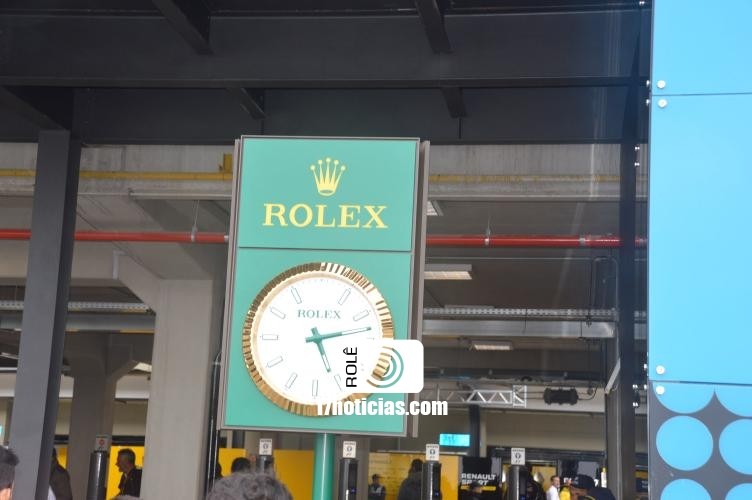 ROLEX
ROLEX
ROLÊ
17noticias.com
RENAULT
SPORT